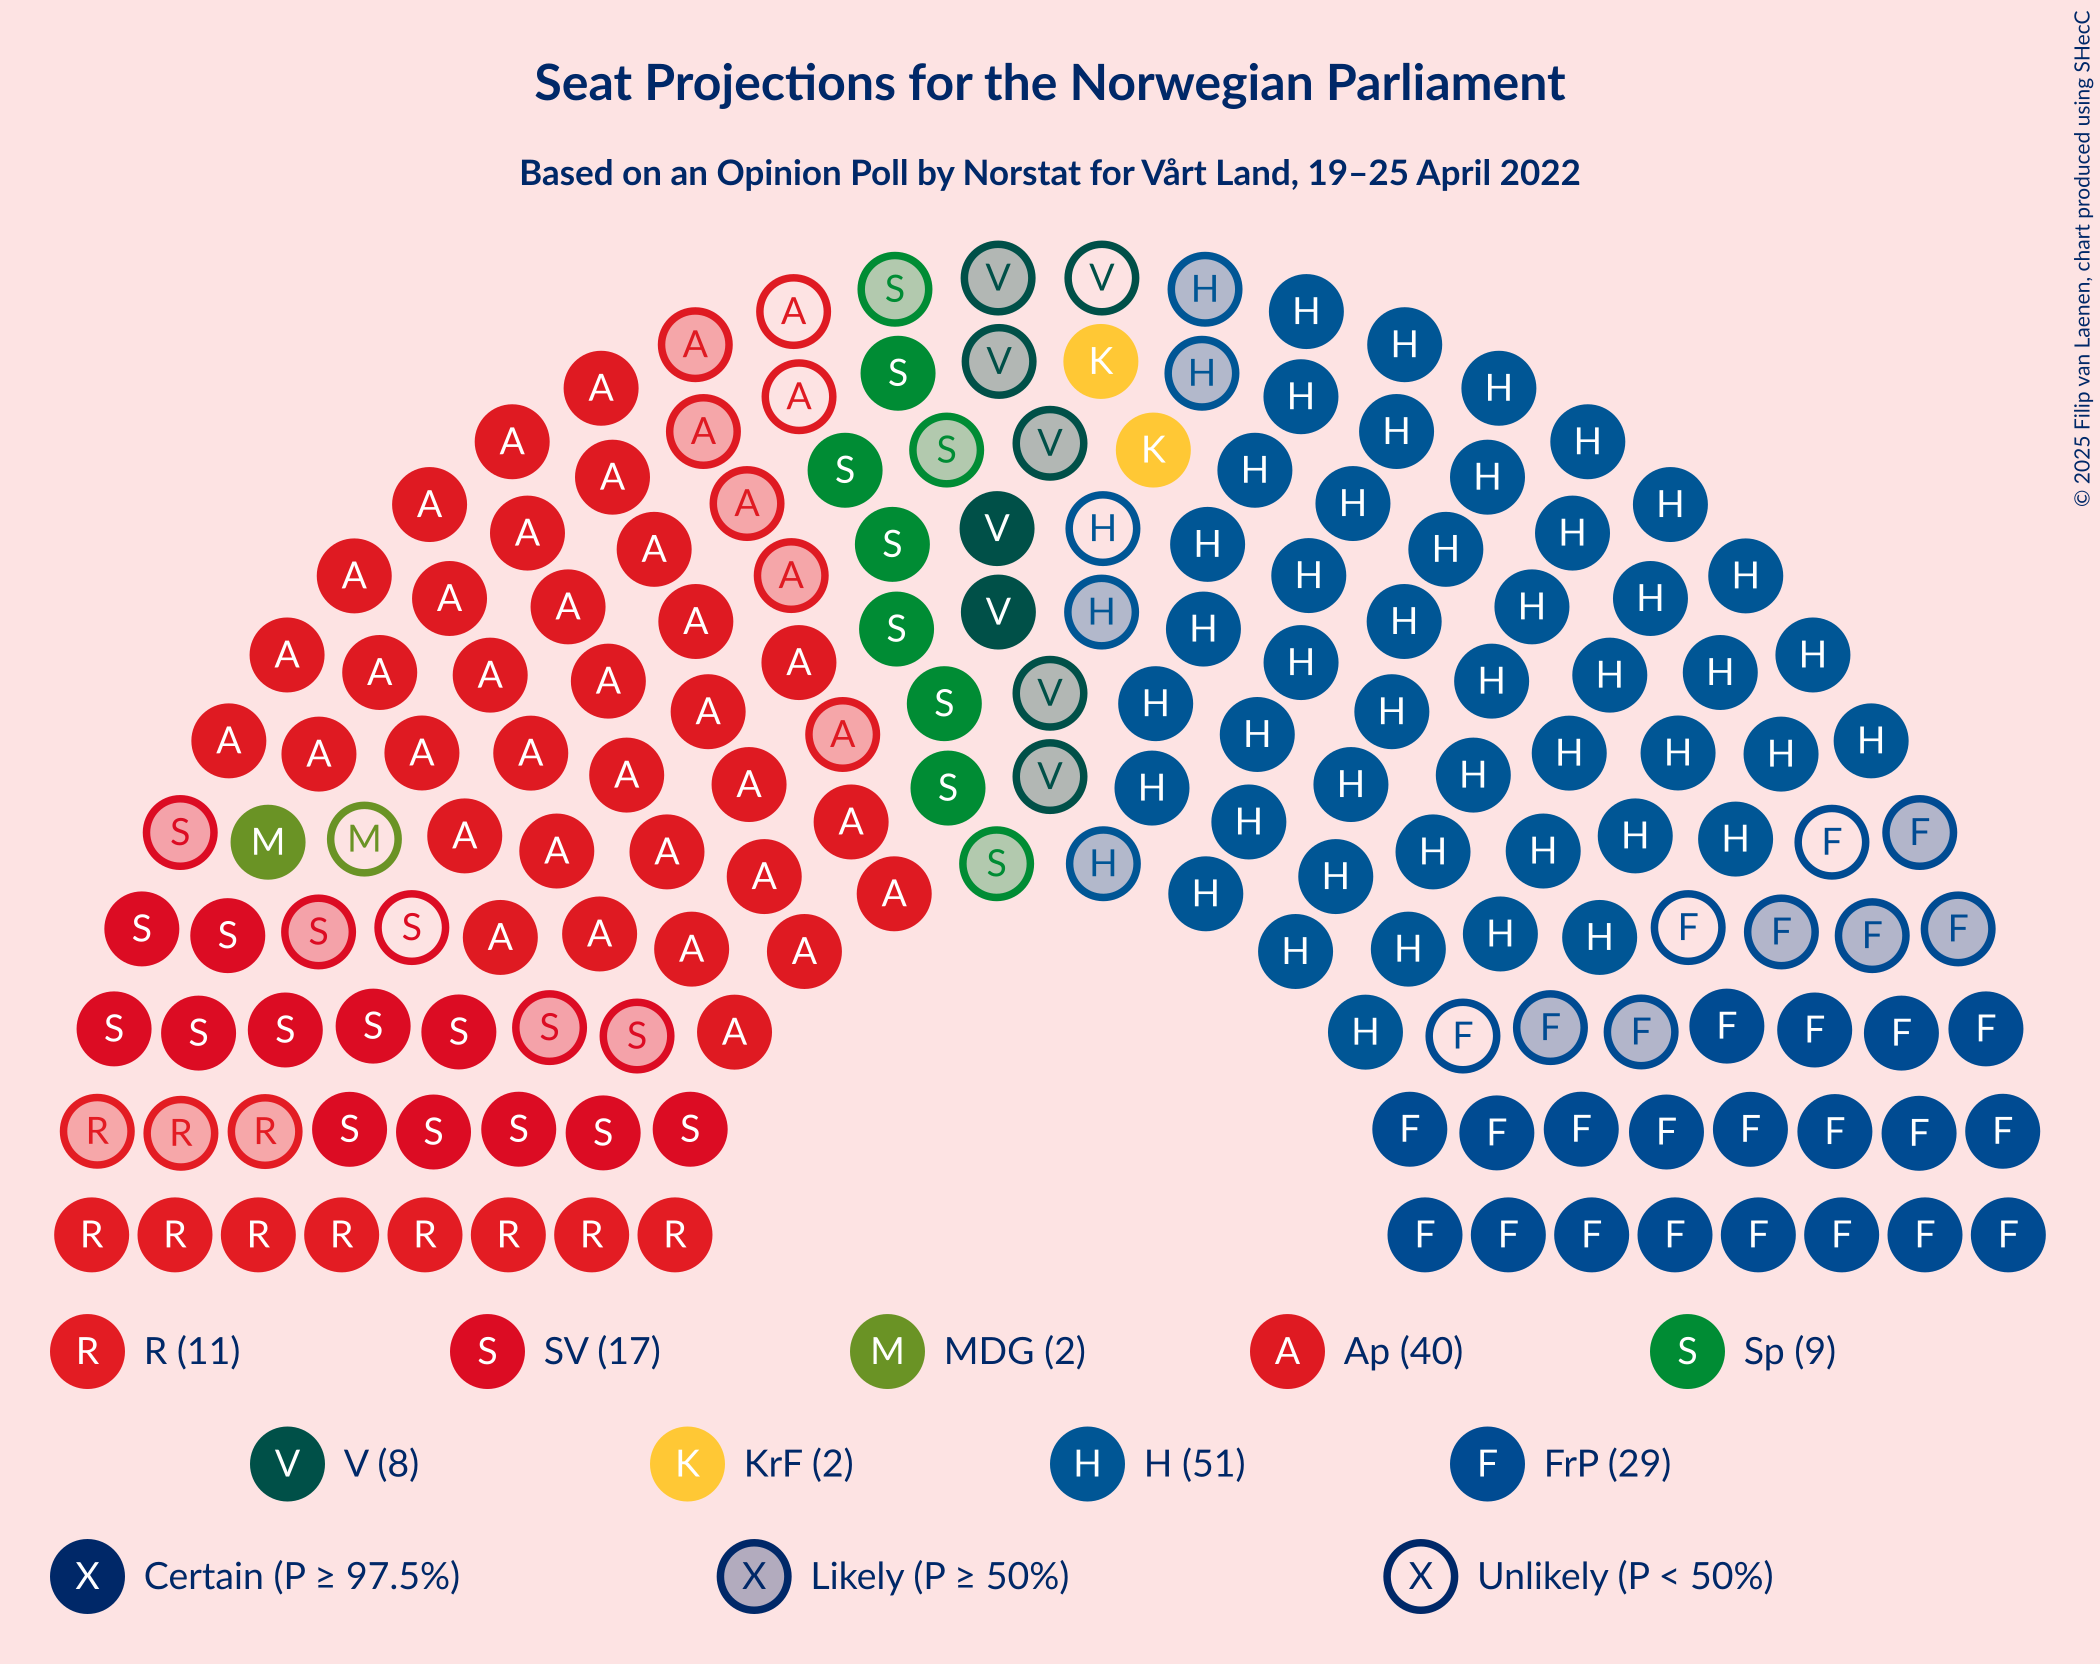 Seat Projections for the Norwegian Parliament
Based on an Opinion Poll by Norstat for Vårt Land, 19–25 April 2022
© 2025 Filip van Laenen, chart produced using SHecC
S V V H
A H
A H
A S V K H H
A A H H
A S V K H
A A H H
A S V H H
A A H H
R R (11) S SV (17) M MDG (2) A Ap (40) S Sp (9)
V V (8) K KrF (2) H H (51) F FrP (29)
X Certain (P ≥ 97.5%) X Likely (P ≥ 50%) X Unlikely (P < 50%)